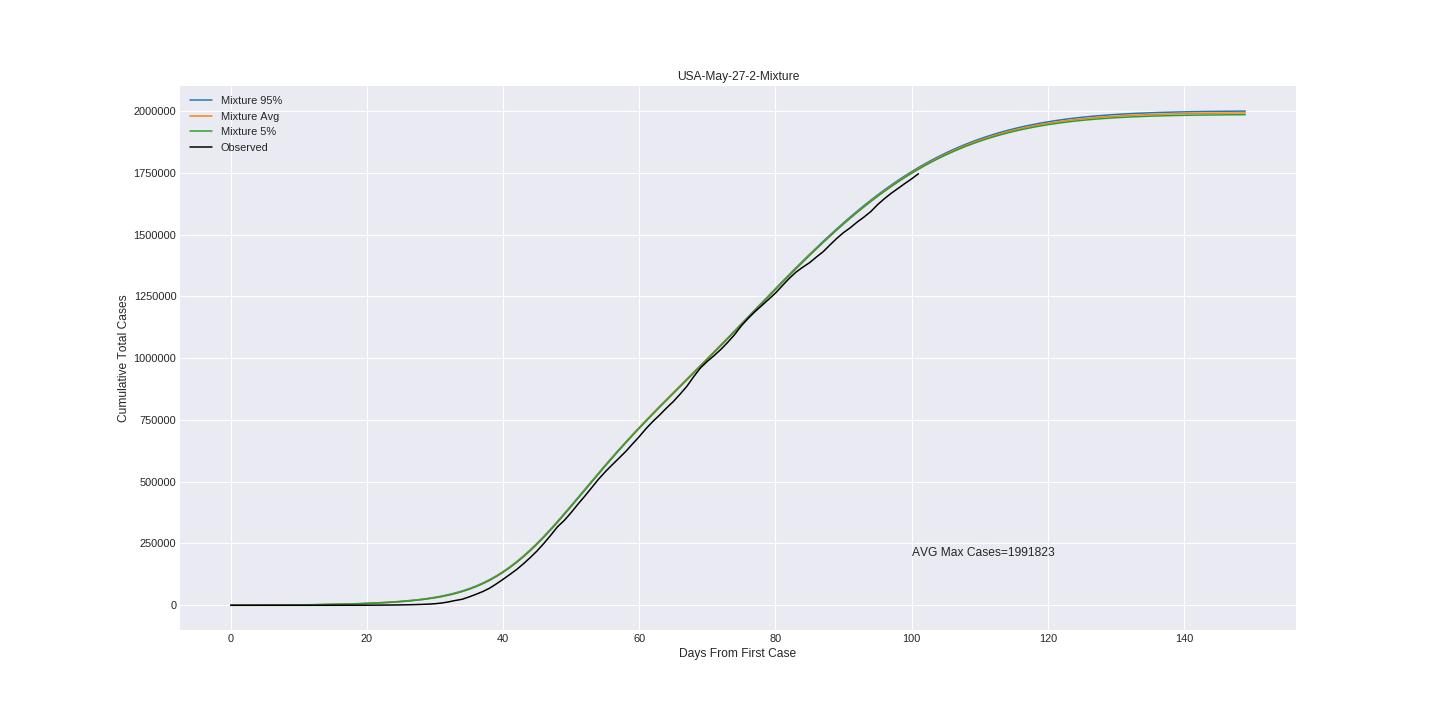 USA-May-27-2-Mixture
Mixture 95%
Mixture Avg
Mixture 5%
Observed
2000000
1750000
1500000
1250000
1000000
750000
500000
250000
0
Cumulative Total Cases
AVG Max Cases=1991823
0 20 40 60 80 100 120 140
Days From First Case